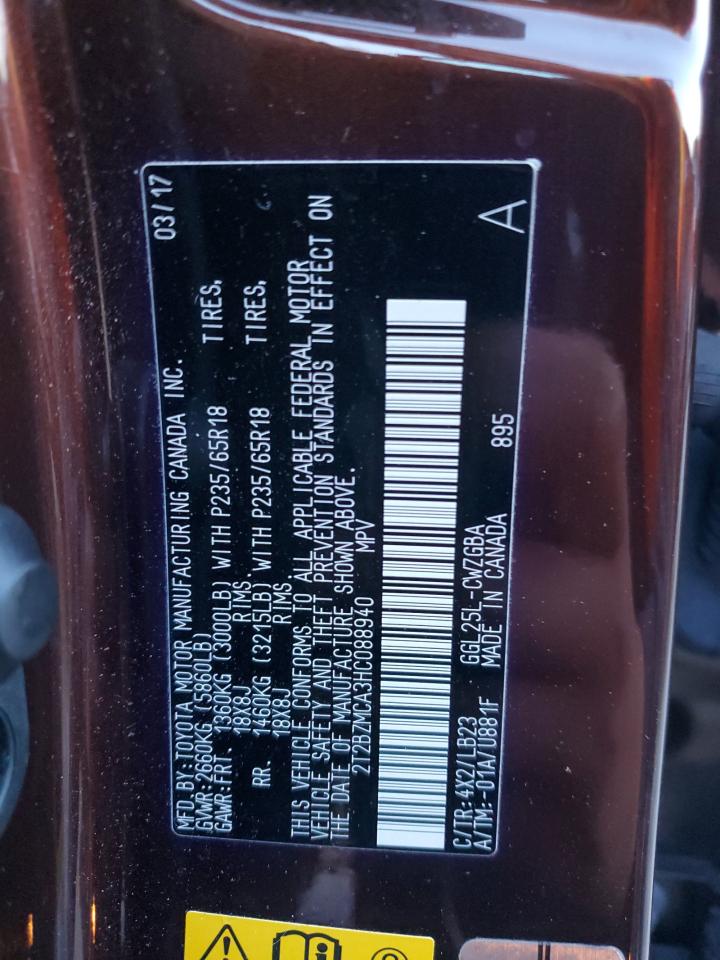 MFD. BY: TOYOTA MOTOR MANUFACTURING CANADA INC. 03/17
GVWR: 2660KG (5860LB)
GAWR: FRT. 1360KG (3000LB) WITH P235/65R18 TIRES.
18X8J RIMS.
RR. 1460KG (3215LB) WITH P235/65R18 TIRES.
18X8J RIMS.
THIS VEHICLE CONFORMS TO ALL APPLICABLE FEDERAL MOTOR
VEHICLE SAFETY AND THEFT PREVENTION STANDARDS IN EFFECT ON
THE DATE OF MANUFACTURE SHOWN ABOVE.
2T2BZMCA3HC088940 MPV
C/TR: 4X2/LB23 GGL25L-CWZGBA
A/TM: -01A/U881F MADE IN CANADA 895
A